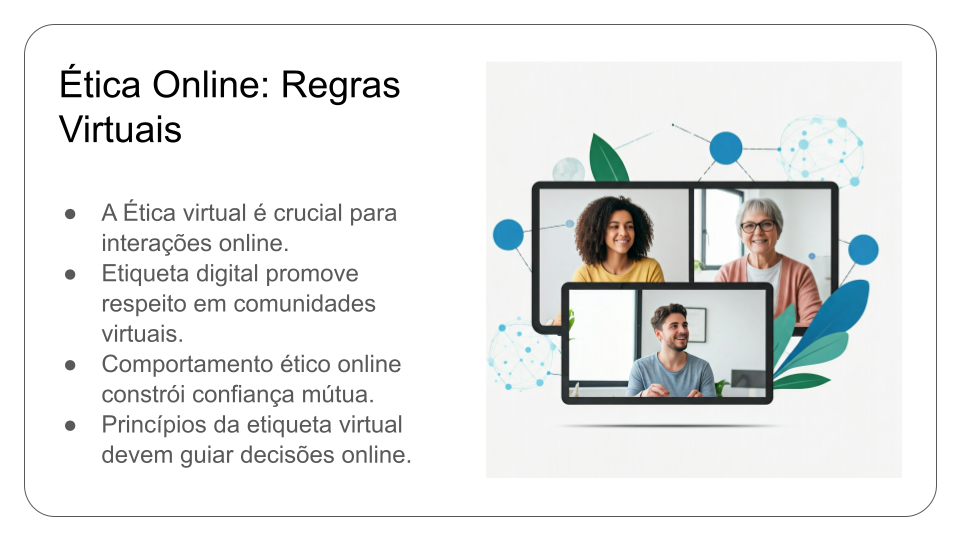 Ética Online: Regras
Virtuais
● A Ética virtual é crucial para
interações online.
● Etiqueta digital promove
respeito em comunidades
virtuais.
● Comportamento ético online
constrói confiança mútua.
● Princípios da etiqueta virtual
devem guiar decisões online.